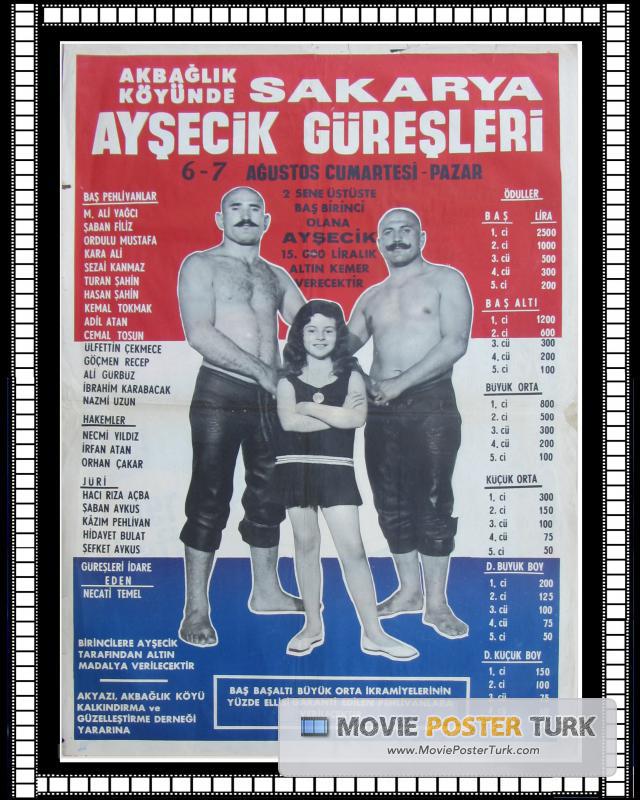 AKBAĞLIK
KÖYÜNDE SAKARYA
AYŞECİK GÜREŞLERİ
6-7 AĞUSTOS CUMARTESİ - PAZAR
BAŞ PEHLİVANLAR
M. ALİ YAĞCI
ŞABAN FİLİZ
ORDULU MUSTAFA
KARA ALİ
SEZAİ KANMAZ
TURAN ŞAHİN
HASAN ŞAHİN
KEMAL TOKMAK
ADİL ATAN
CEMAL TOSUN
ÜLFETTİN ÇEKMECE
GÖÇMEN RECEP
ALİ GÜRBÜZ
İBRAHİM KARABACAK
NAZMİ UZUN
HAKEMLER
NECMİ YILDIZ
İRFAN ATAN
ORHAN ÇAKAR
JÜRİ
HACI RIZA AÇBA
ŞABAN AYKUS
KÂZIM PEHLİVAN
HİDAYET BULAT
ŞEFKET AYKUS
GÜREŞLERİ İDARE
EDEN
NECATİ TEMEL
2 SENE ÜSTÜSTE
BAŞ BİRİNCİ
OLANA
AYŞECİK
15.000 LİRALIK
ALTIN KEMER
VERECEKTİR
ÖDÜLLER
BAŞ LİRA
1. ci 2500
2. ci 1000
3. cü 500
4. cü 300
5. ci 200
BAŞ ALTI
1. ci 1200
2. ci 600
3. cü 300
4. cü 200
5. ci 100
BÜYÜK ORTA
1. ci 800
2. ci 500
3. cü 300
4. cü 200
5. ci 100
KÜÇÜK ORTA
1. ci 300
2. ci 150
3. cü 100
4. cü 75
5. ci 50
D. BÜYÜK BOY
1. ci 200
2. ci 125
3. cü 100
4. cü 75
5. ci 50
D. KÜÇÜK BOY
1. ci 150
2. ci 100
3. cü 75
BİRİNCİLERE AYŞECİK
TARAFINDAN ALTIN
MADALYA VERİLECEKTİR
AKYAZI, AKBAĞLIK KÖYÜ
KALKINDIRMA ve
GÜZELLEŞTİRME DERNEĞİ
YARARINA
BAŞ BAŞALTI BÜYÜK ORTA İKRAMİYELERİNİN
YÜZDE ELLİSİ GARANTİ EDİLEN PEHLİVANLARA
MOVIE POSTER TURK
www.MoviePosterTurk.com